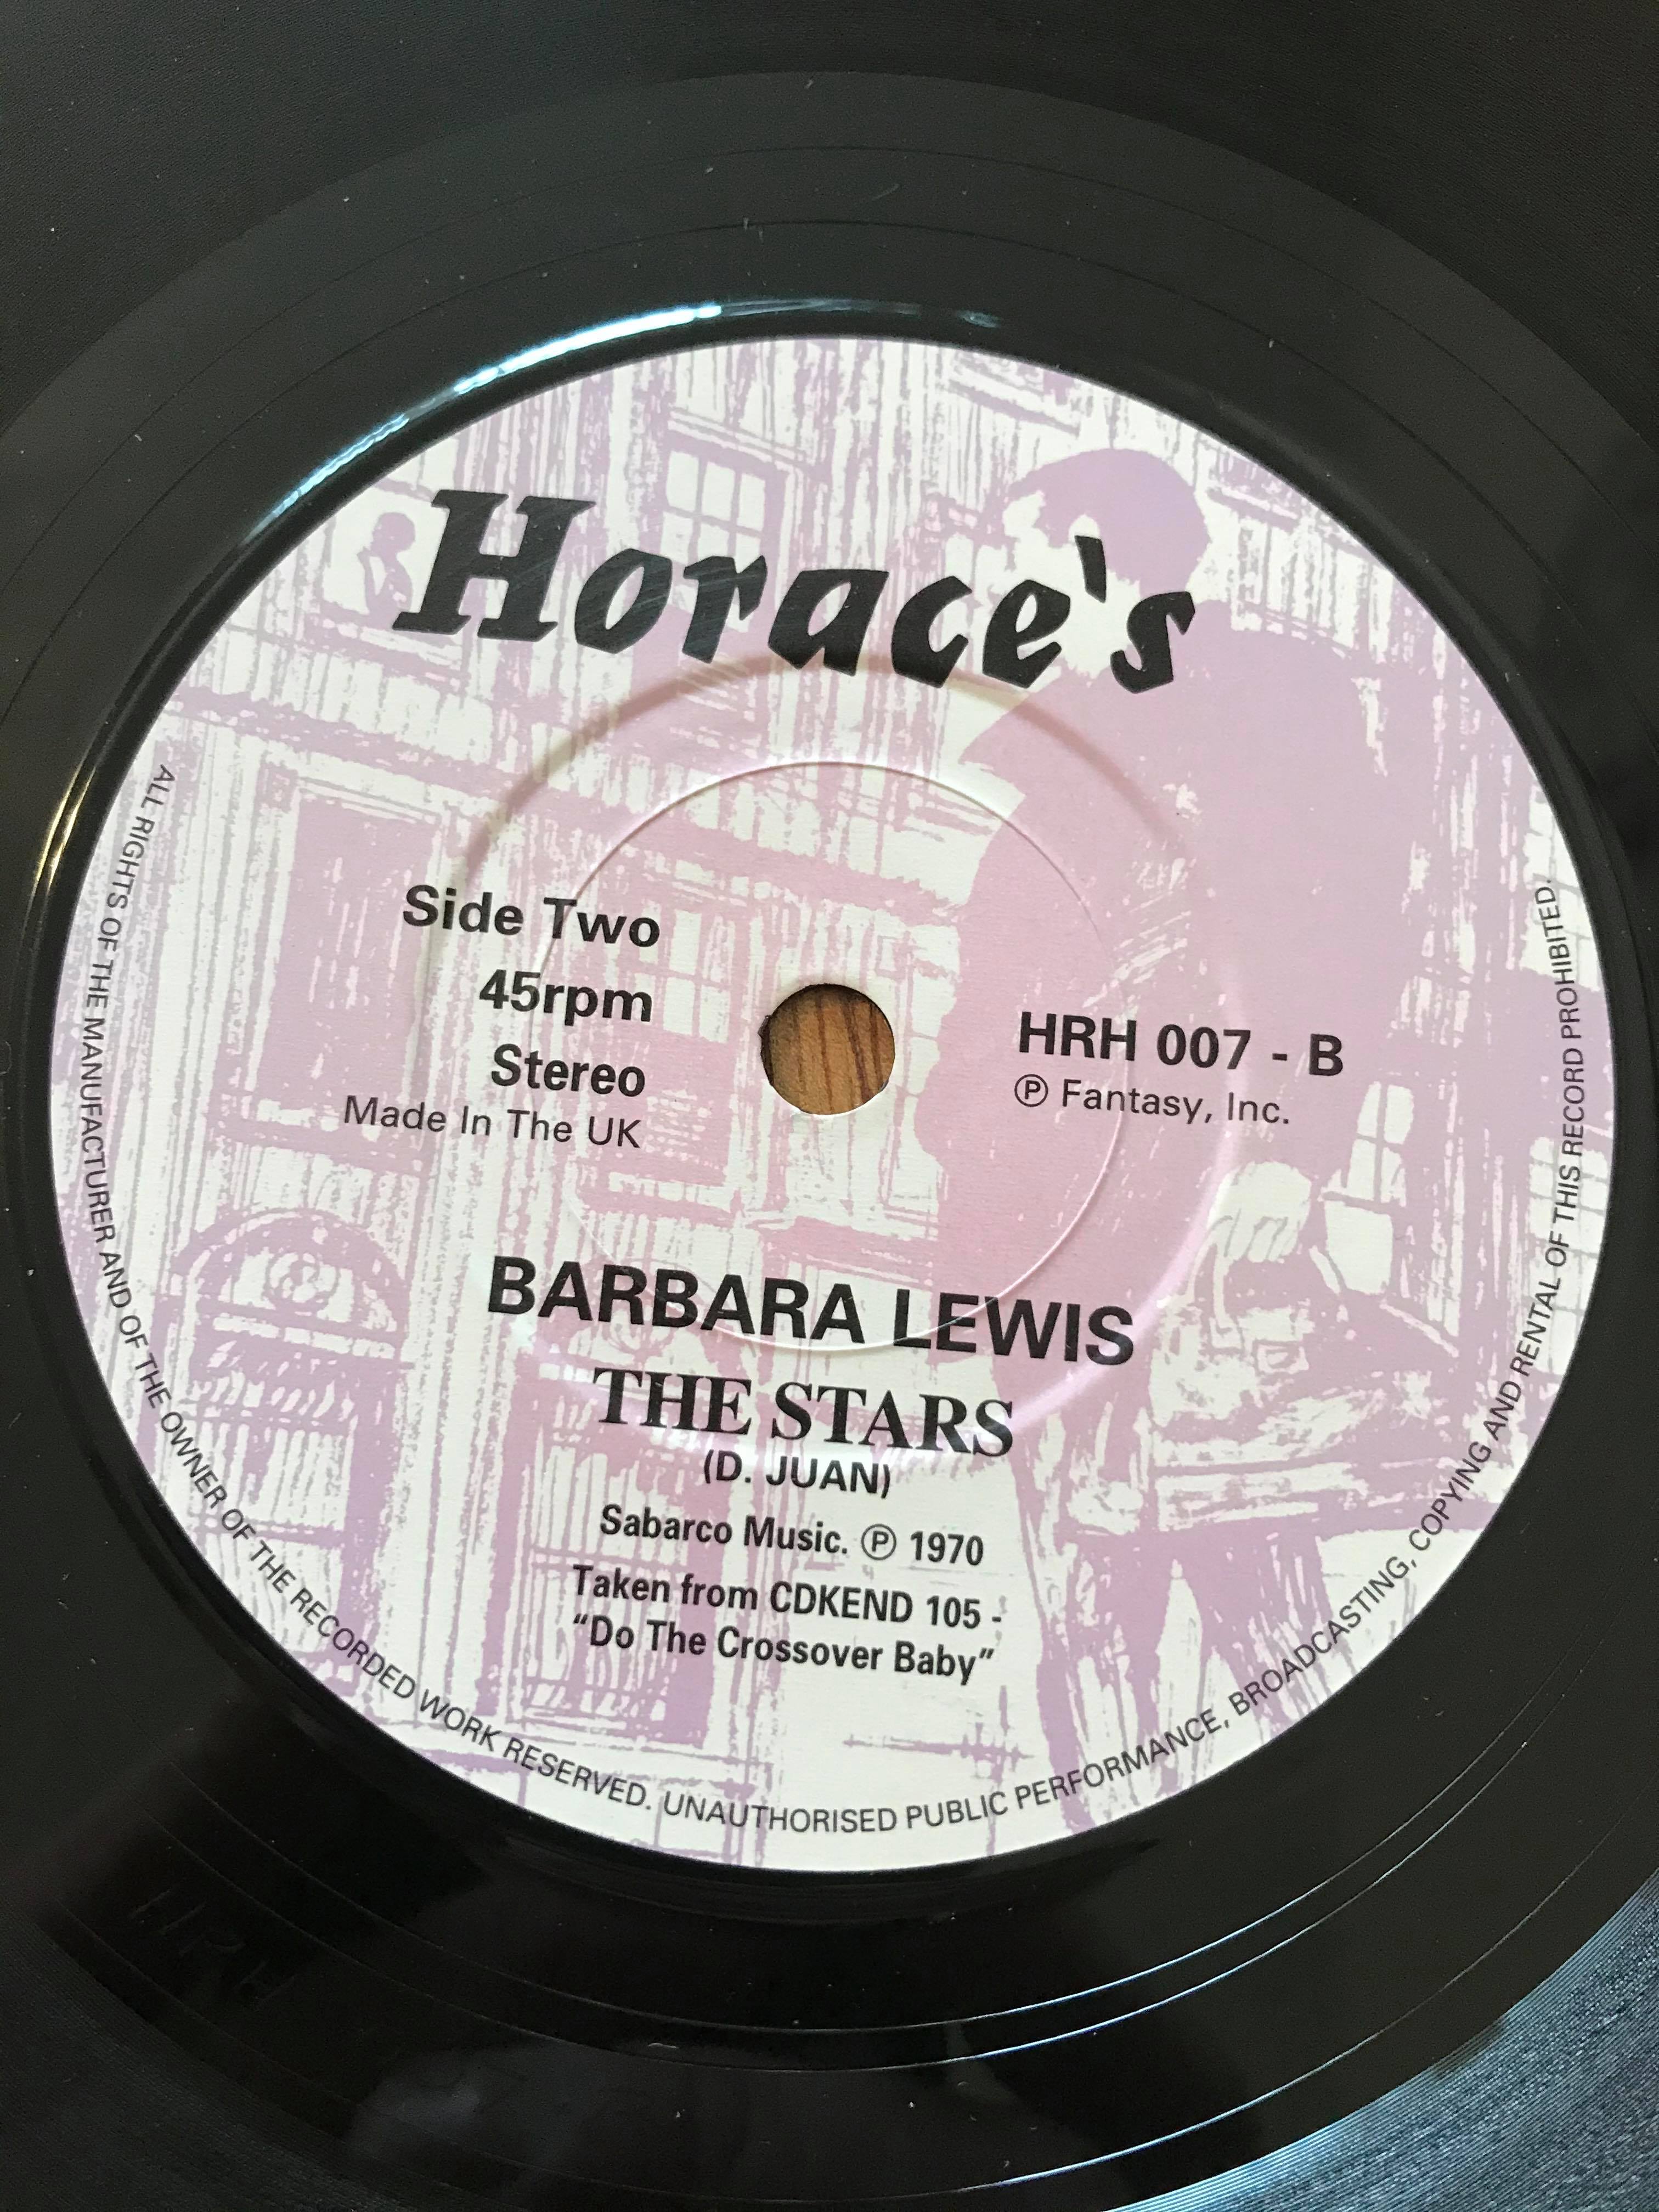 Horace's
Side Two
45rpm
Stereo
Made In The UK
HRH 007 - B
℗ Fantasy, Inc.
BARBARA LEWIS
THE STARS
(D. JUAN)
Sabarco Music. ℗ 1970
Taken from CDKEND 105 -
“Do The Crossover Baby”
ALL RIGHTS OF THE MANUFACTURER AND OF THE OWNER OF THE RECORDED WORK RESERVED. UNAUTHORISED PUBLIC PERFORMANCE, BROADCASTING, COPYING AND RENTAL OF THIS RECORD PROHIBITED.